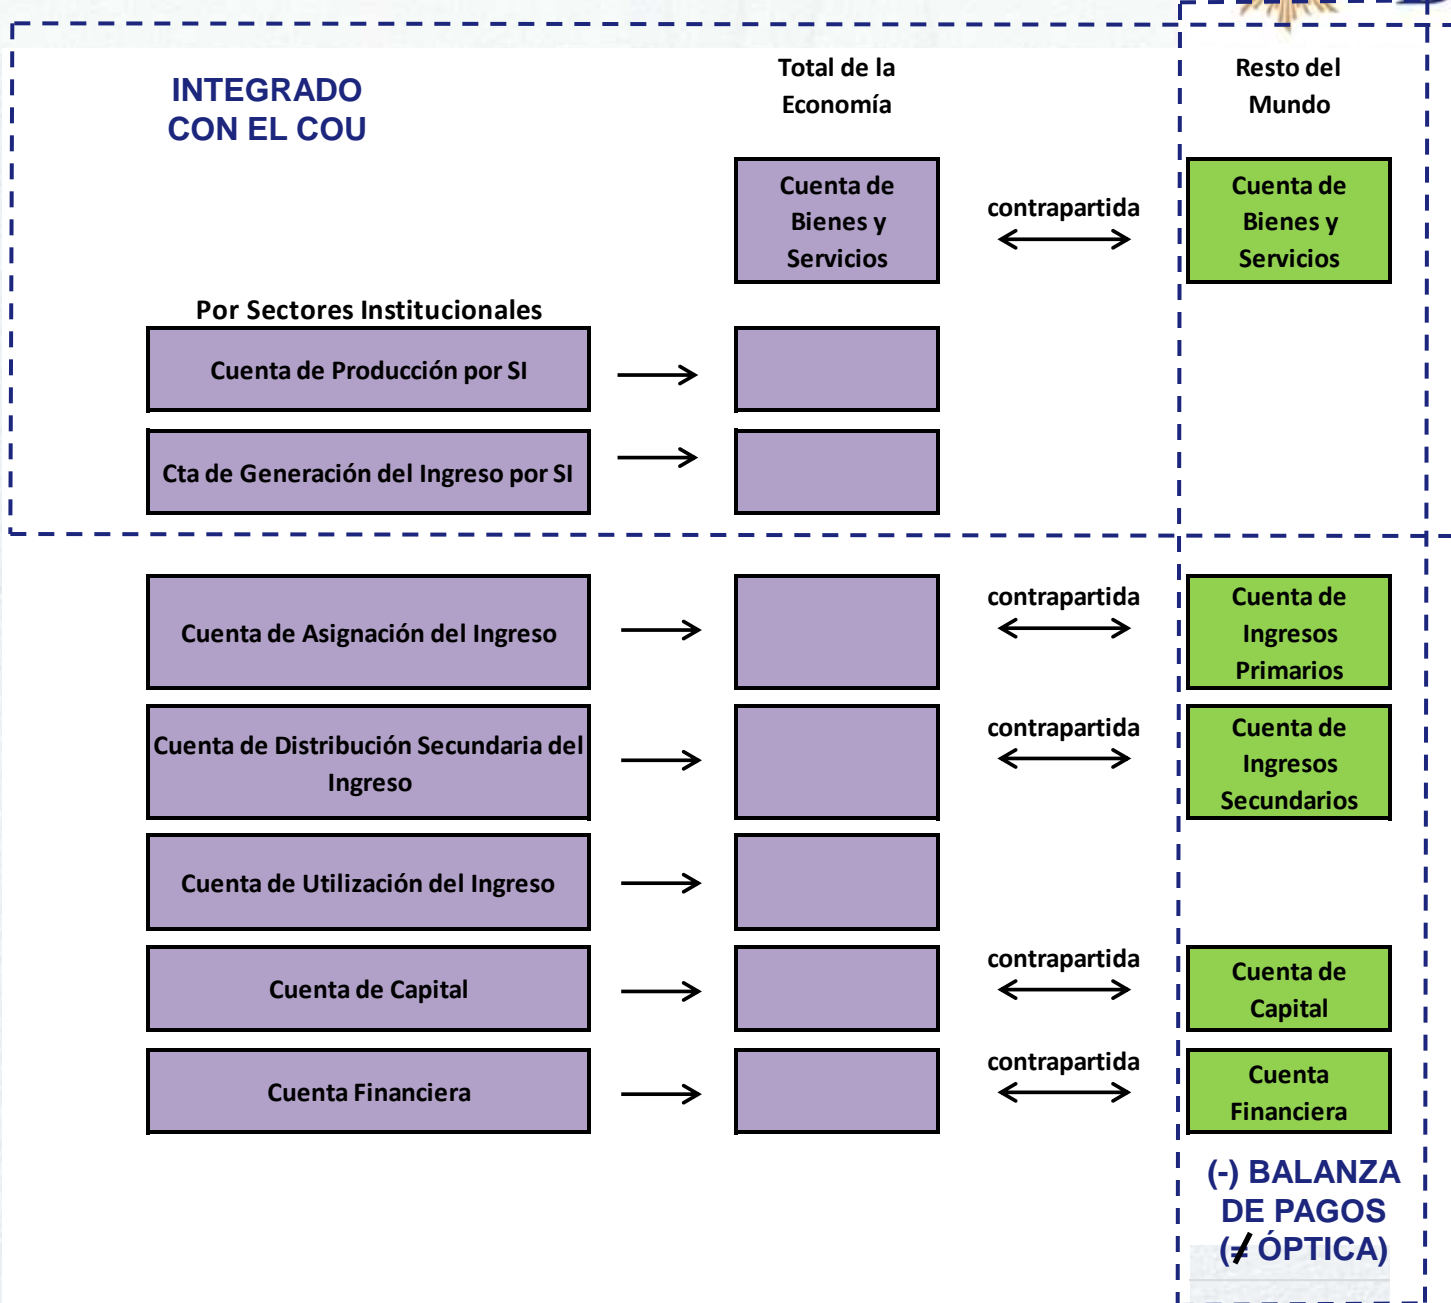 INTEGRADO
CON EL COU
Total de la
Economía
Resto del
Mundo
Cuenta de
Bienes y
Servicios
contrapartida
Cuenta de
Bienes y
Servicios
Por Sectores Institucionales
Cuenta de Producción por SI
Cta de Generación del Ingreso por SI
Cuenta de Asignación del Ingreso
contrapartida
Cuenta de
Ingresos
Primarios
Cuenta de Distribución Secundaria del
Ingreso
contrapartida
Cuenta de
Ingresos
Secundarios
Cuenta de Utilización del Ingreso
Cuenta de Capital
contrapartida
Cuenta de
Capital
Cuenta Financiera
contrapartida
Cuenta
Financiera
(-) BALANZA
DE PAGOS
(≠ ÓPTICA)